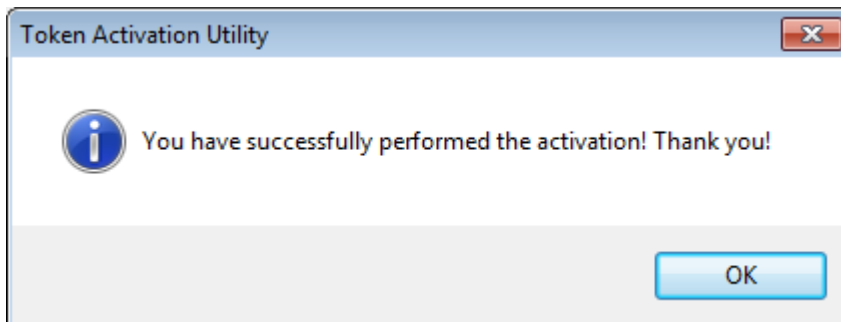 Token Activation Utility
You have successfully performed the activation! Thank you!
OK